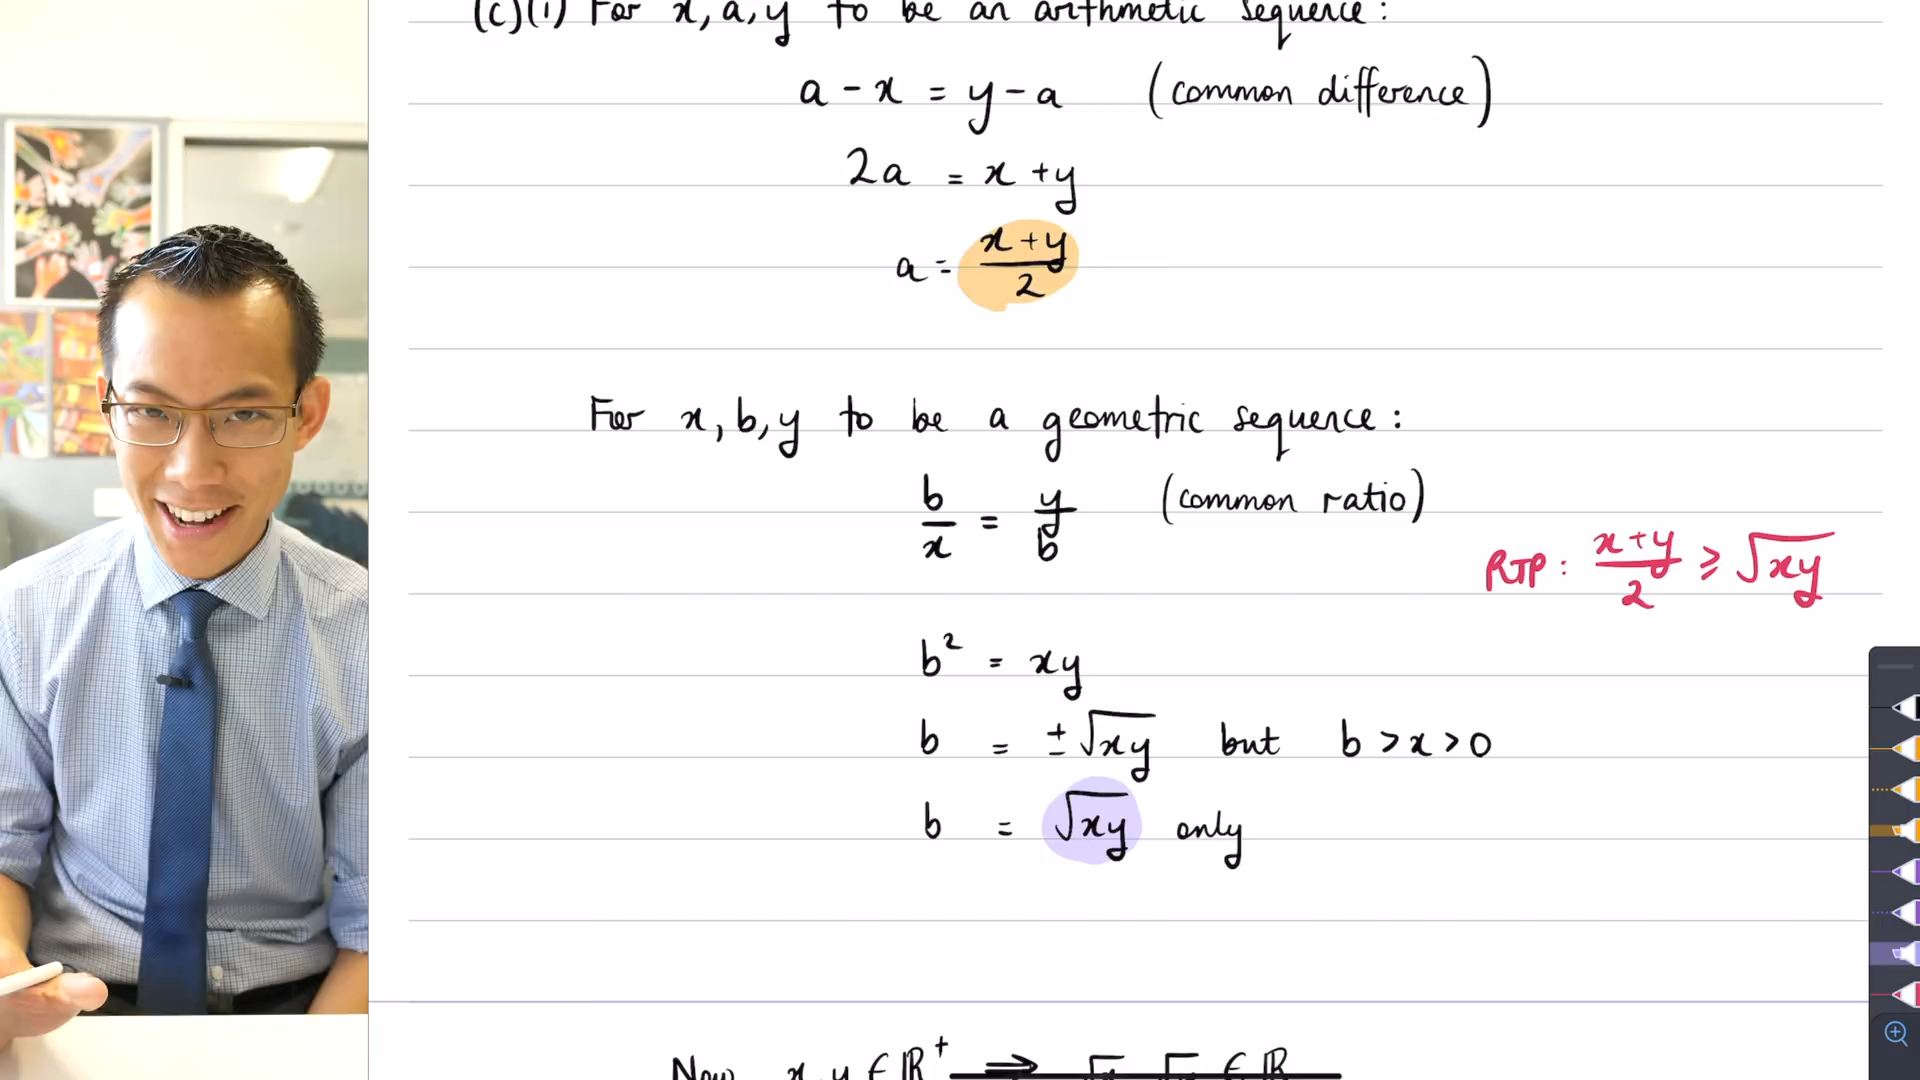 (c)(i) For x, a, y to be an arithmetic sequence:
a - x = y - a (common difference)
2a = x + y
a = x+y/2
For x, b, y to be a geometric sequence:
b/x = y/b (common ratio)
RTP: x+y/2 ⩾ √xy
b² = xy
b = ±√xy but b > x > 0
b = √xy only
Now x, y ∈ ℝ⁺ ⟹ ∈ ℝ